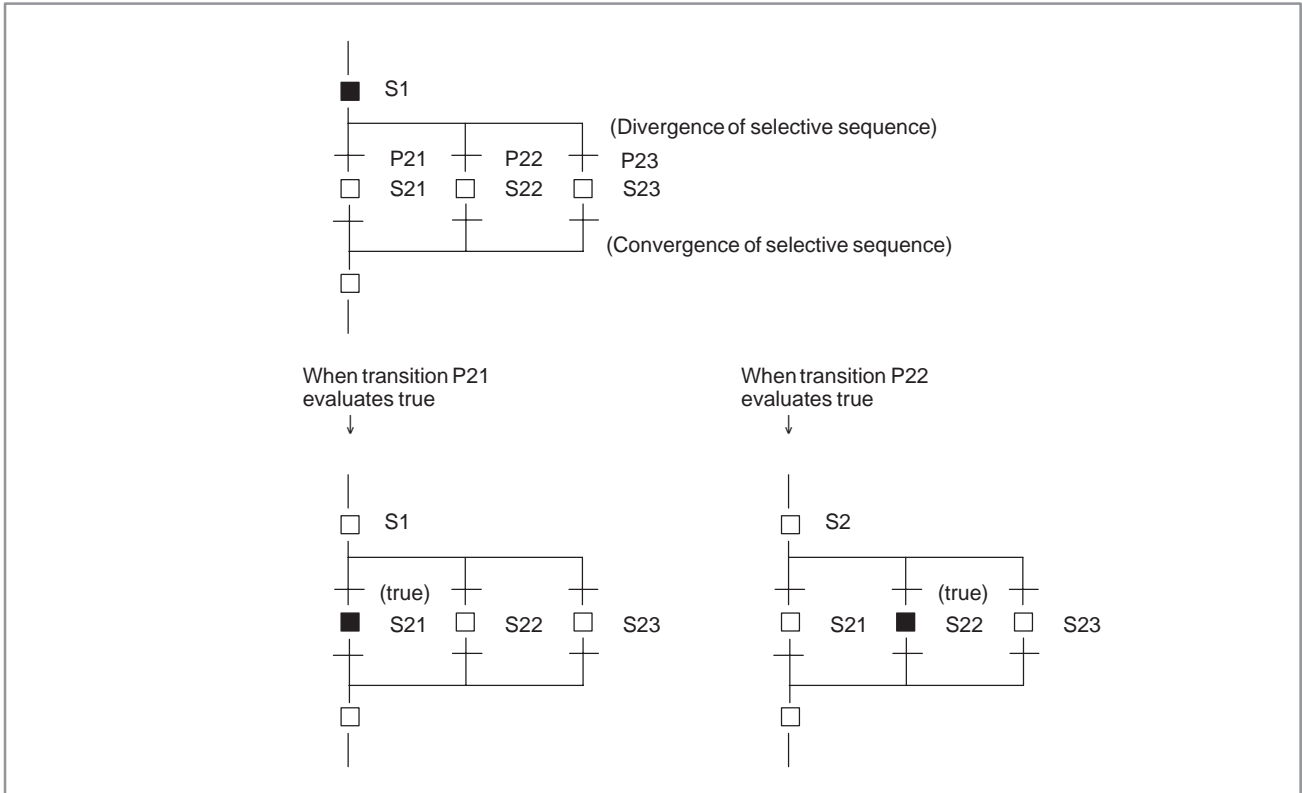 S1
(Divergence of selective sequence)
P21 P22 P23
S21 S22 S23
(Convergence of selective sequence)
When transition P21
evaluates true
↓
When transition P22
evaluates true
↓
S1
(true)
S21 S22 S23
S2
(true)
S21 S22 S23